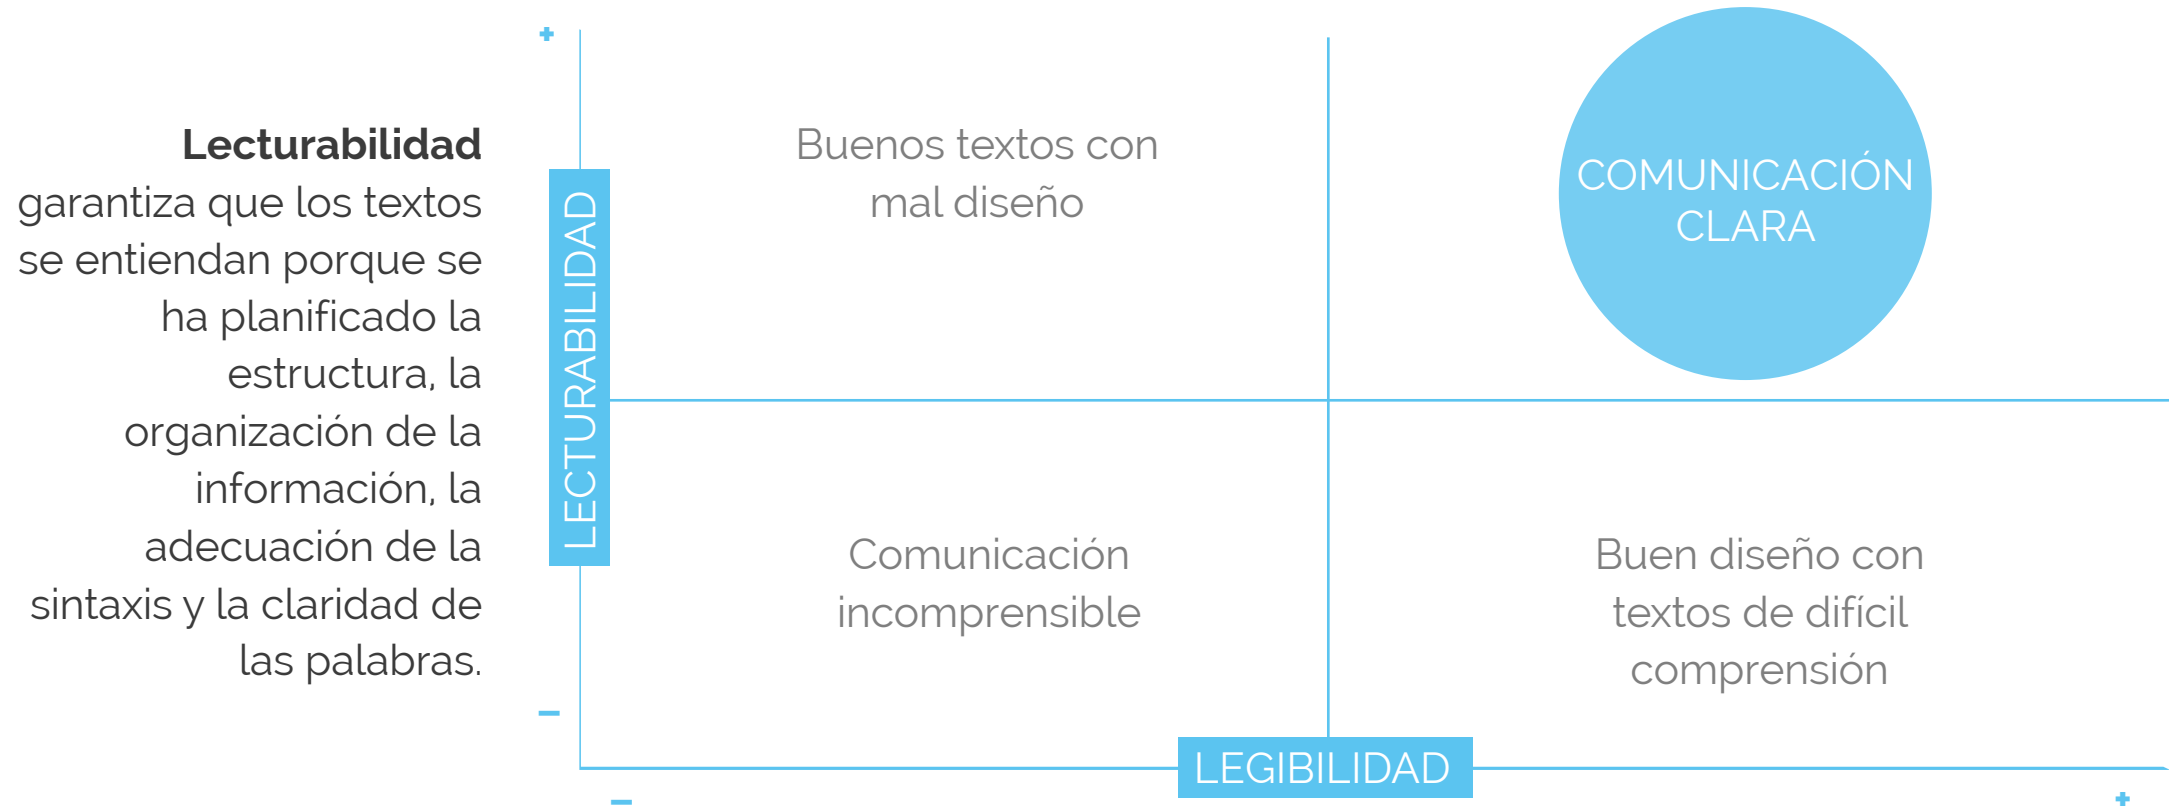 Lecturabilidad
garantiza que los textos
se entiendan porque se
ha planificado la
estructura, la
organización de la
información, la
adecuación de la
sintaxis y la claridad de
las palabras.
+
LECTURABILIDAD
–
Buenos textos con
mal diseño
COMUNICACIÓN
CLARA
Comunicación
incomprensible
Buen diseño con
textos de difícil
comprensión
LEGIBILIDAD
–
+